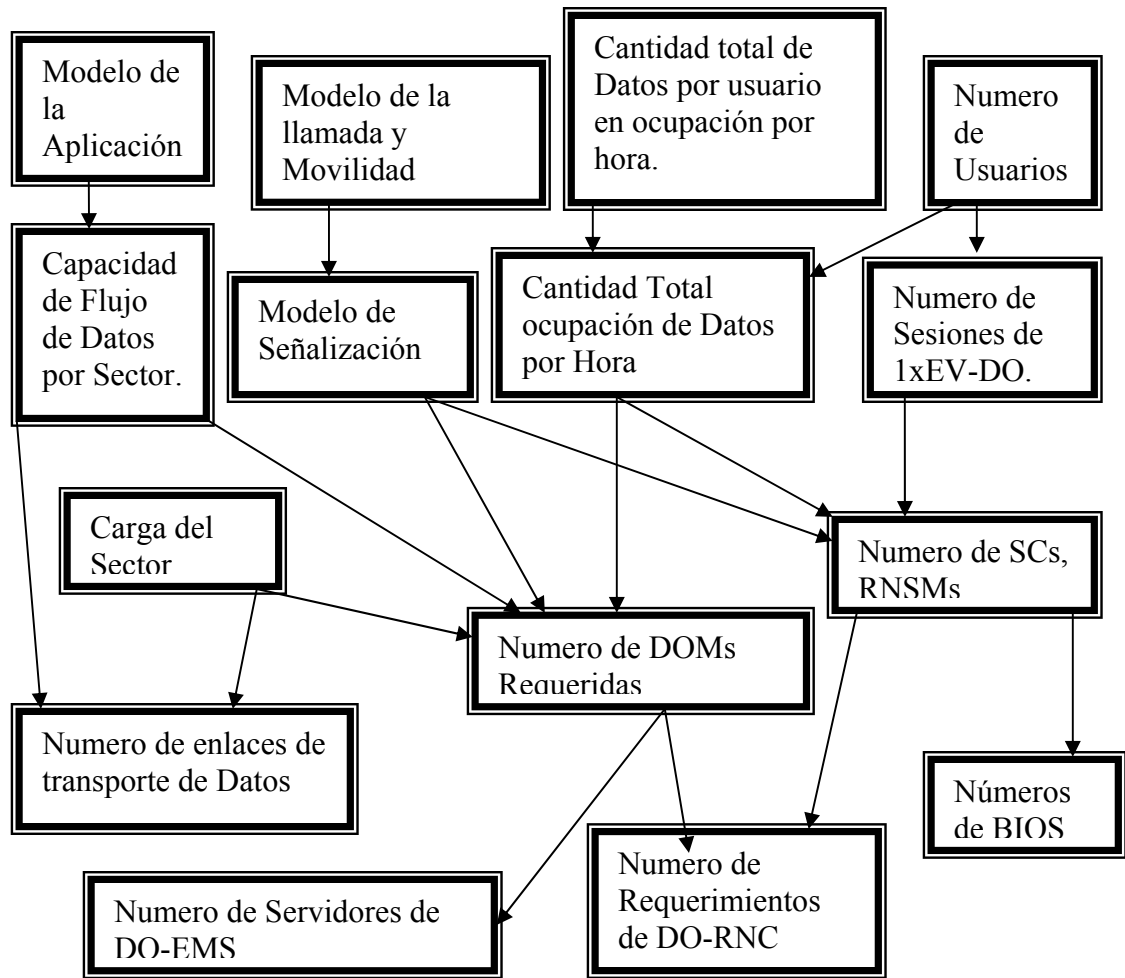 Modelo de
la
Aplicación
Modelo de la
llamada y
Movilidad
Cantidad total de
Datos por usuario
en ocupación por
hora.
Numero
de
Usuarios
Capacidad
de Flujo
de Datos
por Sector.
Modelo de
Señalización
Cantidad Total
ocupación de Datos
por Hora
Numero de
Sesiones de
1xEV-DO.
Carga del
Sector
Numero de SCs,
RNSMs
Numero de DOMs
Requeridas
Numero de enlaces de
transporte de Datos
Números
de BIOS
Numero de Servidores de
DO-EMS
Numero de
Requerimientos
de DO-RNC